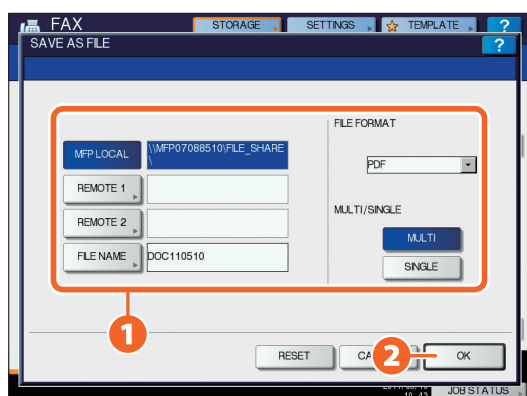 FAX
STORAGE
SETTINGS
TEMPLATE
?
SAVE AS FILE
?
MFP LOCAL
\\MFP07088510\FILE_SHARE
\
REMOTE 1
REMOTE 2
FILE NAME
DOC110510
FILE FORMAT
PDF
MULTI/SINGLE
MULTI
SINGLE
1
RESET
2
OK
JOB STATUS